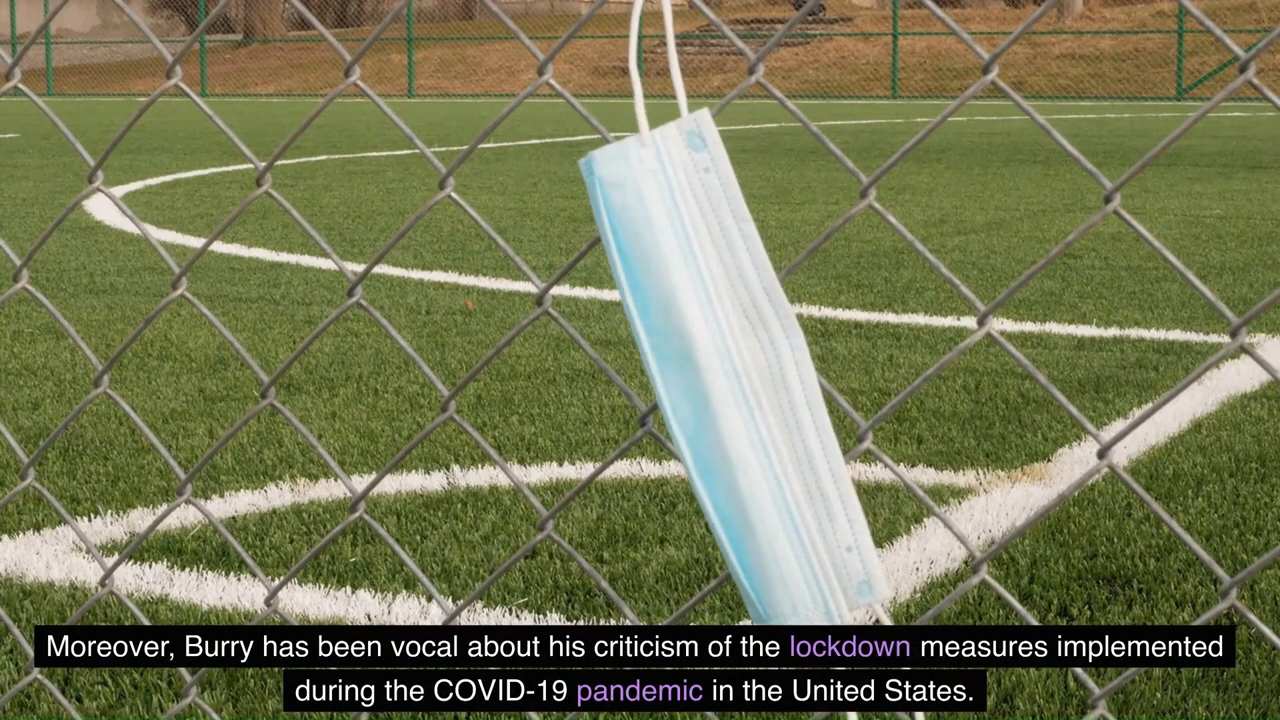 Moreover, Burry has been vocal about his criticism of the lockdown measures implemented
during the COVID-19 pandemic in the United States.